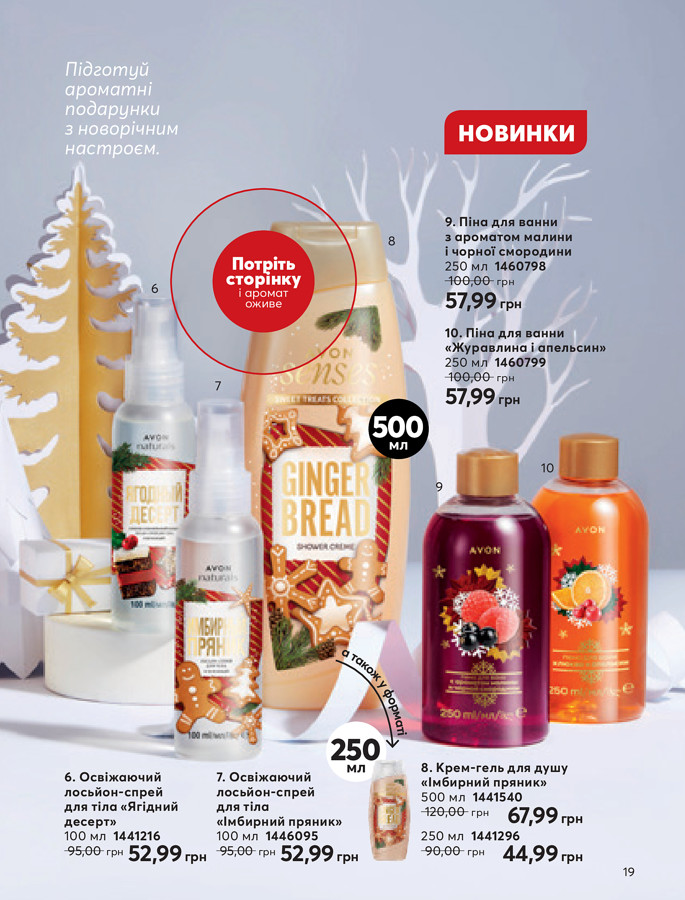 Підготуй
ароматні
подарунки
з новорічним
настроєм.
НОВИНКИ
9. Піна для ванни
з ароматом малини
і чорної смородини
250 мл 1460798
100,00 грн
57,99 грн
10. Піна для ванни
«Журавлина і апельсин»
250 мл 1460799
100,00 грн
57,99 грн
Потріть
сторінку
і аромат
оживе
6
7
8
9
10
AVON
senses
SWEET TREATS COLLECTION
GINGER
BREAD
SHOWER CREME
500
МЛ
AVON
naturals
ЯГОДНЫЙ
ДЕСЕРТ
100 ml/мл/
AVON
naturals
ИМБИРНЫЙ
ПРЯНИК
100 ml/мл/
AVON
250 ml/мл/
AVON
250 ml/мл/
а також у форматі
250
МЛ
6. Освіжаючий
лосьйон-спрей
для тіла «Ягідний
десерт»
100 мл 1441216
95,00 грн 52,99 грн
7. Освіжаючий
лосьйон-спрей
для тіла
«Імбирний пряник»
100 мл 1446095
95,00 грн 52,99 грн
8. Крем-гель для душу
«Імбирний пряник»
500 мл 1441540
120,00 грн 67,99 грн
250 мл 1441296
90,00 грн 44,99 грн
19